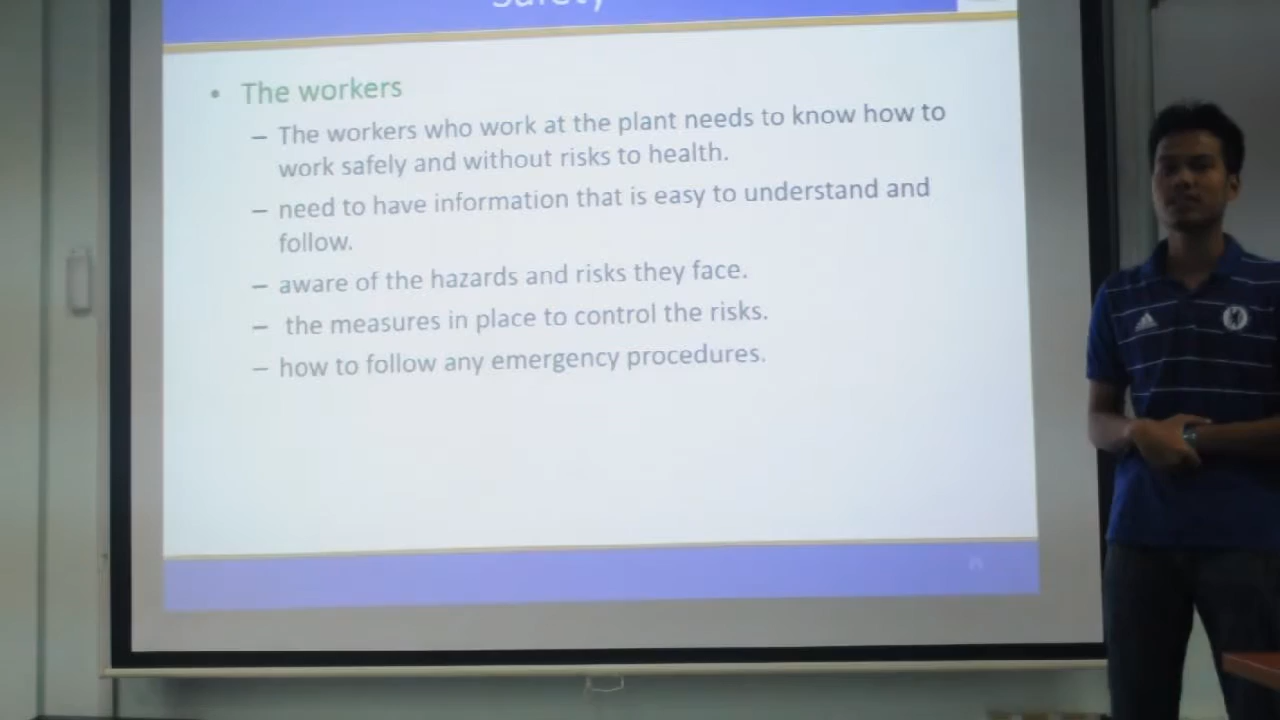 Safety
• The workers
– The workers who work at the plant needs to know how to
work safely and without risks to health.
– need to have information that is easy to understand and
follow.
– aware of the hazards and risks they face.
– the measures in place to control the risks.
– how to follow any emergency procedures.